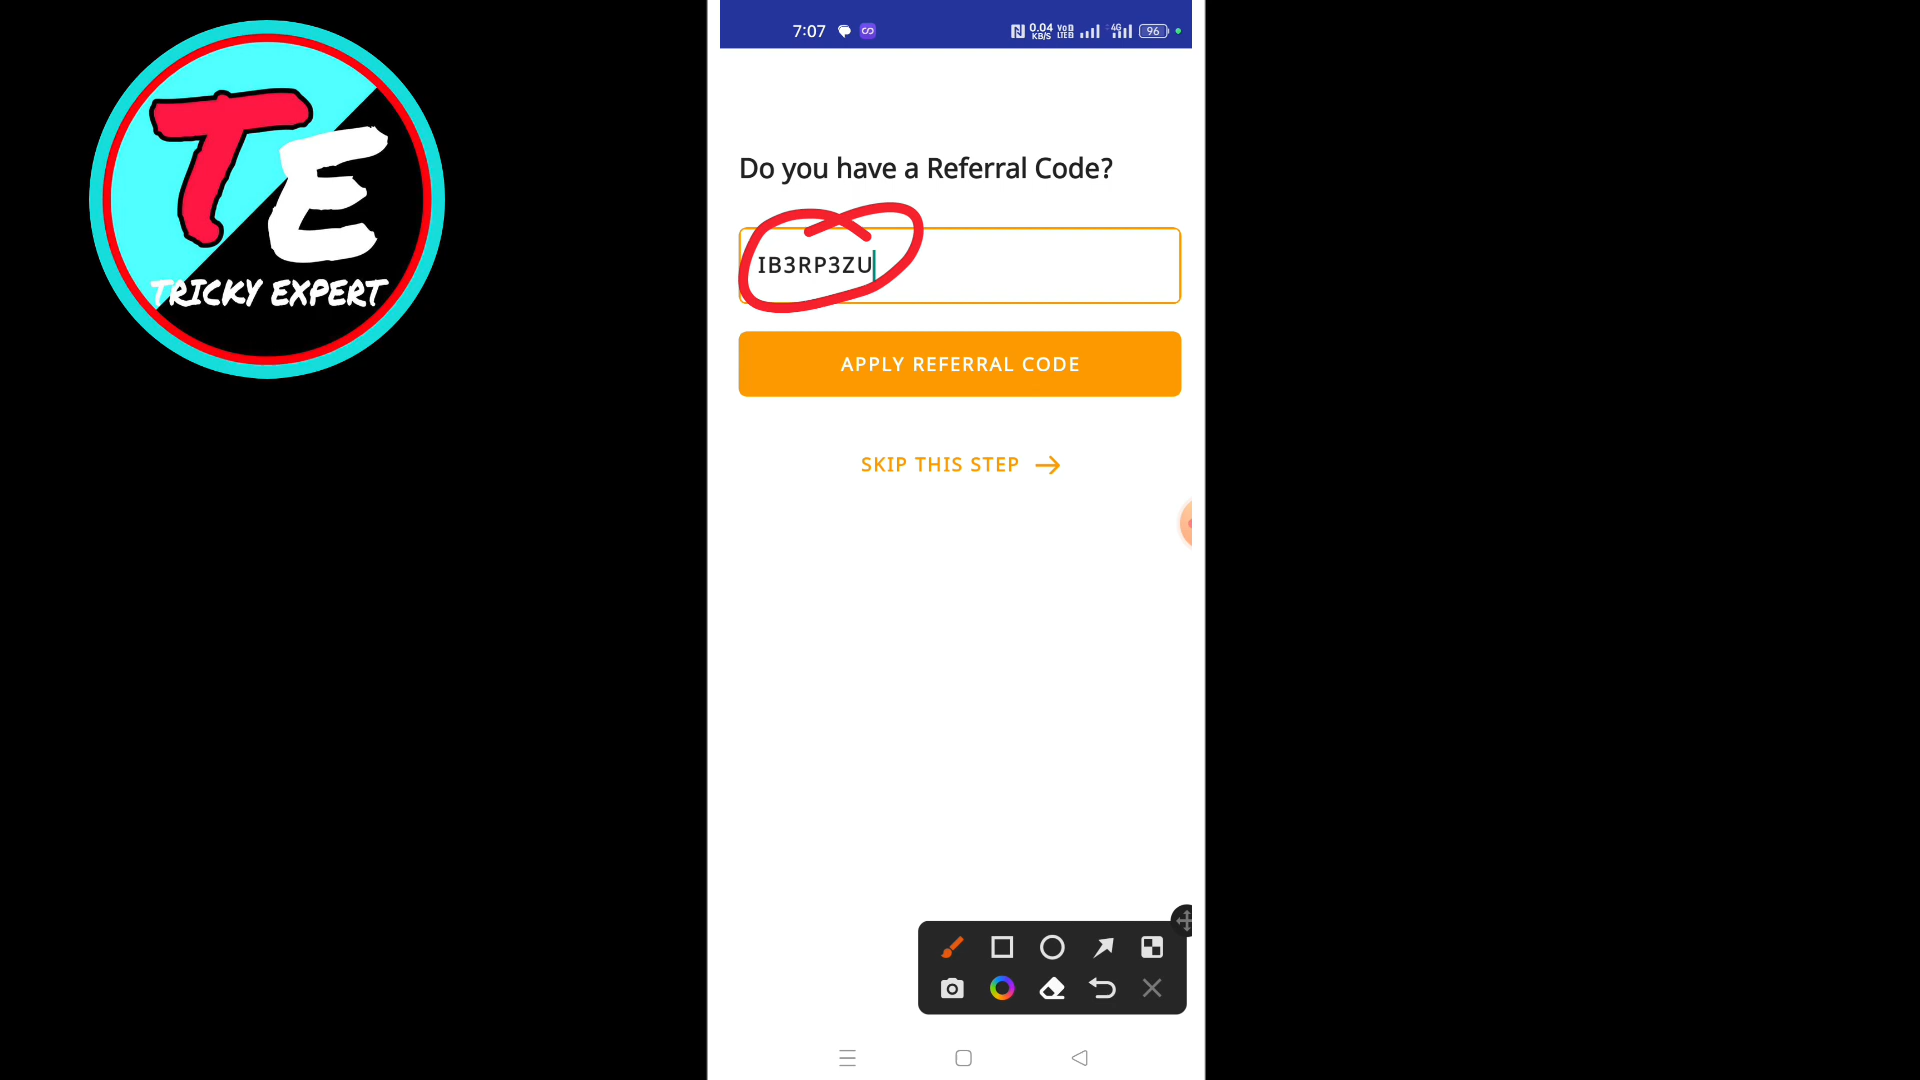 TE
TRICKY EXPERT
7:07
0.04 KB/S
4G
96
Do you have a Referral Code?
IB3RP3ZU
APPLY REFERRAL CODE
SKIP THIS STEP